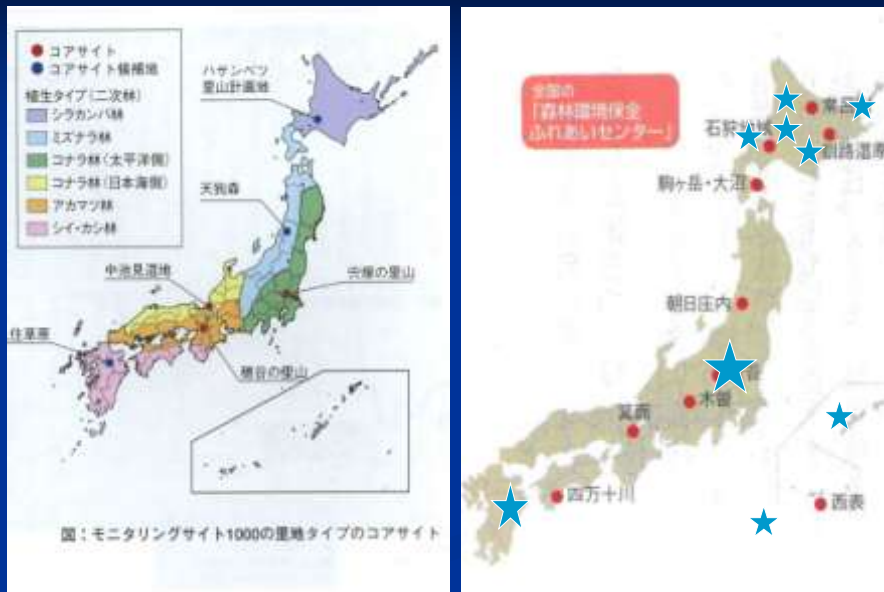 コアサイト
コアサイト候補地
植生タイプ（二次林）
シラカンバ林
ミズナラ林
コナラ林（太平洋側）
コナラ林（日本海側）
アカマツ林
シイ・カシ林
ハサンベツ
里山計画地
天狗森
中池見湿地
宍塚の里山
住草原
穂谷の里山
図：モニタリングサイト1000の里地タイプのコアサイト
全国の
「森林環境保全
ふれあいセンター」
石狩
釧路湿原
駒ヶ岳・大沼
朝日庄内
木曽
箕面
四万十川
西表